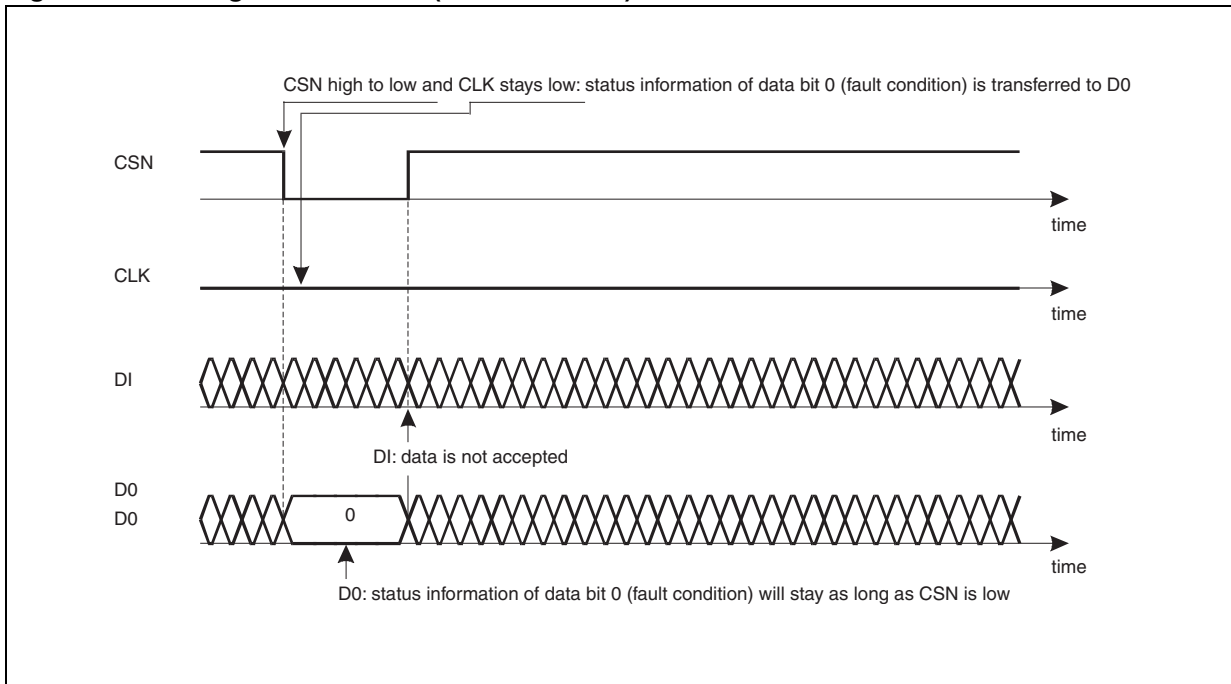 CSN high to low and CLK stays low: status information of data bit 0 (fault condition) is transferred to D0
CSN
time
CLK
time
DI
time
DI: data is not accepted
D0
D0
0
time
D0: status information of data bit 0 (fault condition) will stay as long as CSN is low